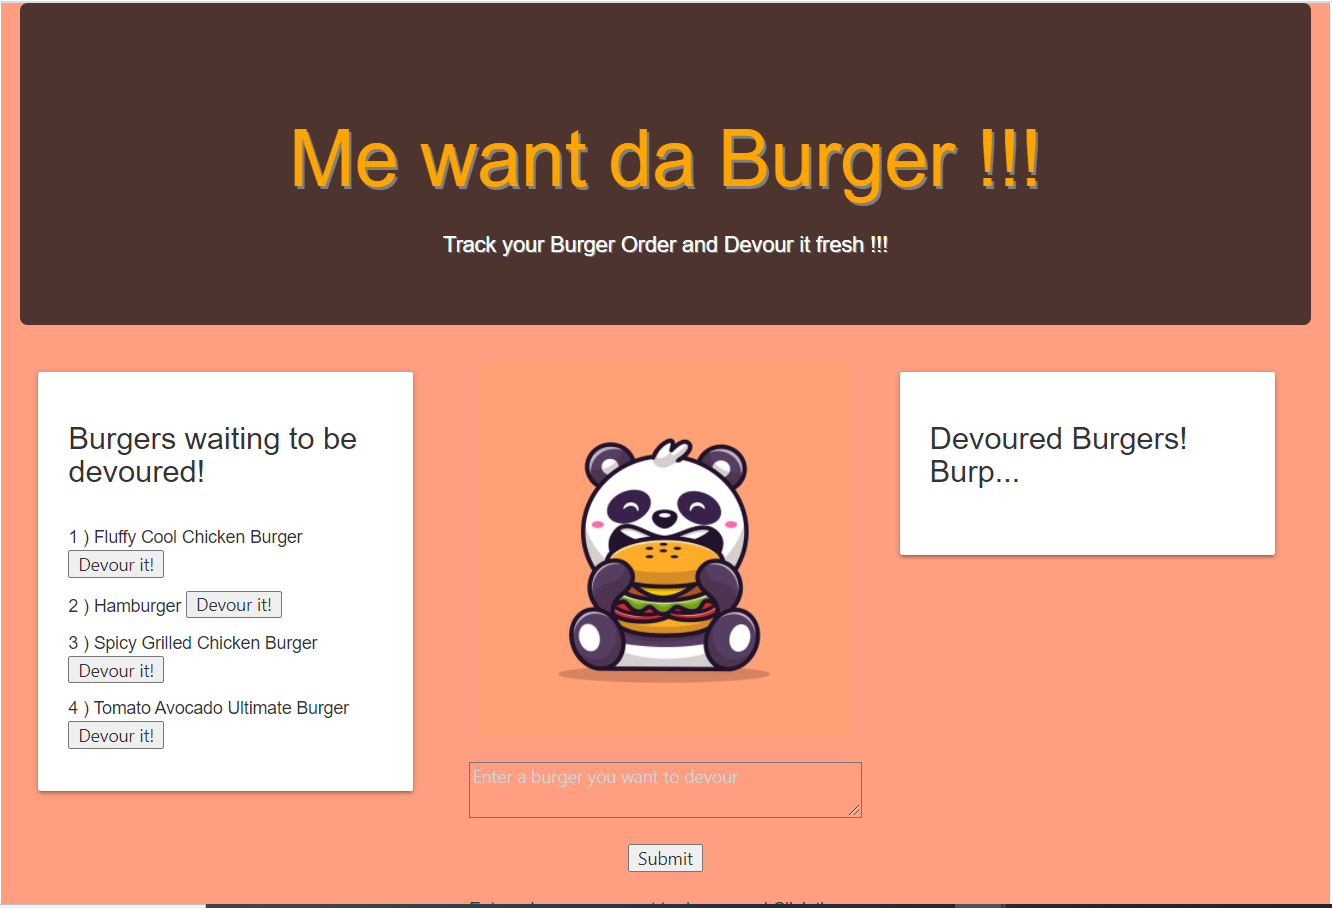 Me want da Burger !!!
Track your Burger Order and Devour it fresh !!!
Burgers waiting to be
devoured!
1 ) Fluffy Cool Chicken Burger
Devour it!
2 ) Hamburger Devour it!
3 ) Spicy Grilled Chicken Burger
Devour it!
4 ) Tomato Avocado Ultimate Burger
Devour it!
Enter a burger you want to devour
Submit
Devoured Burgers!
Burp...